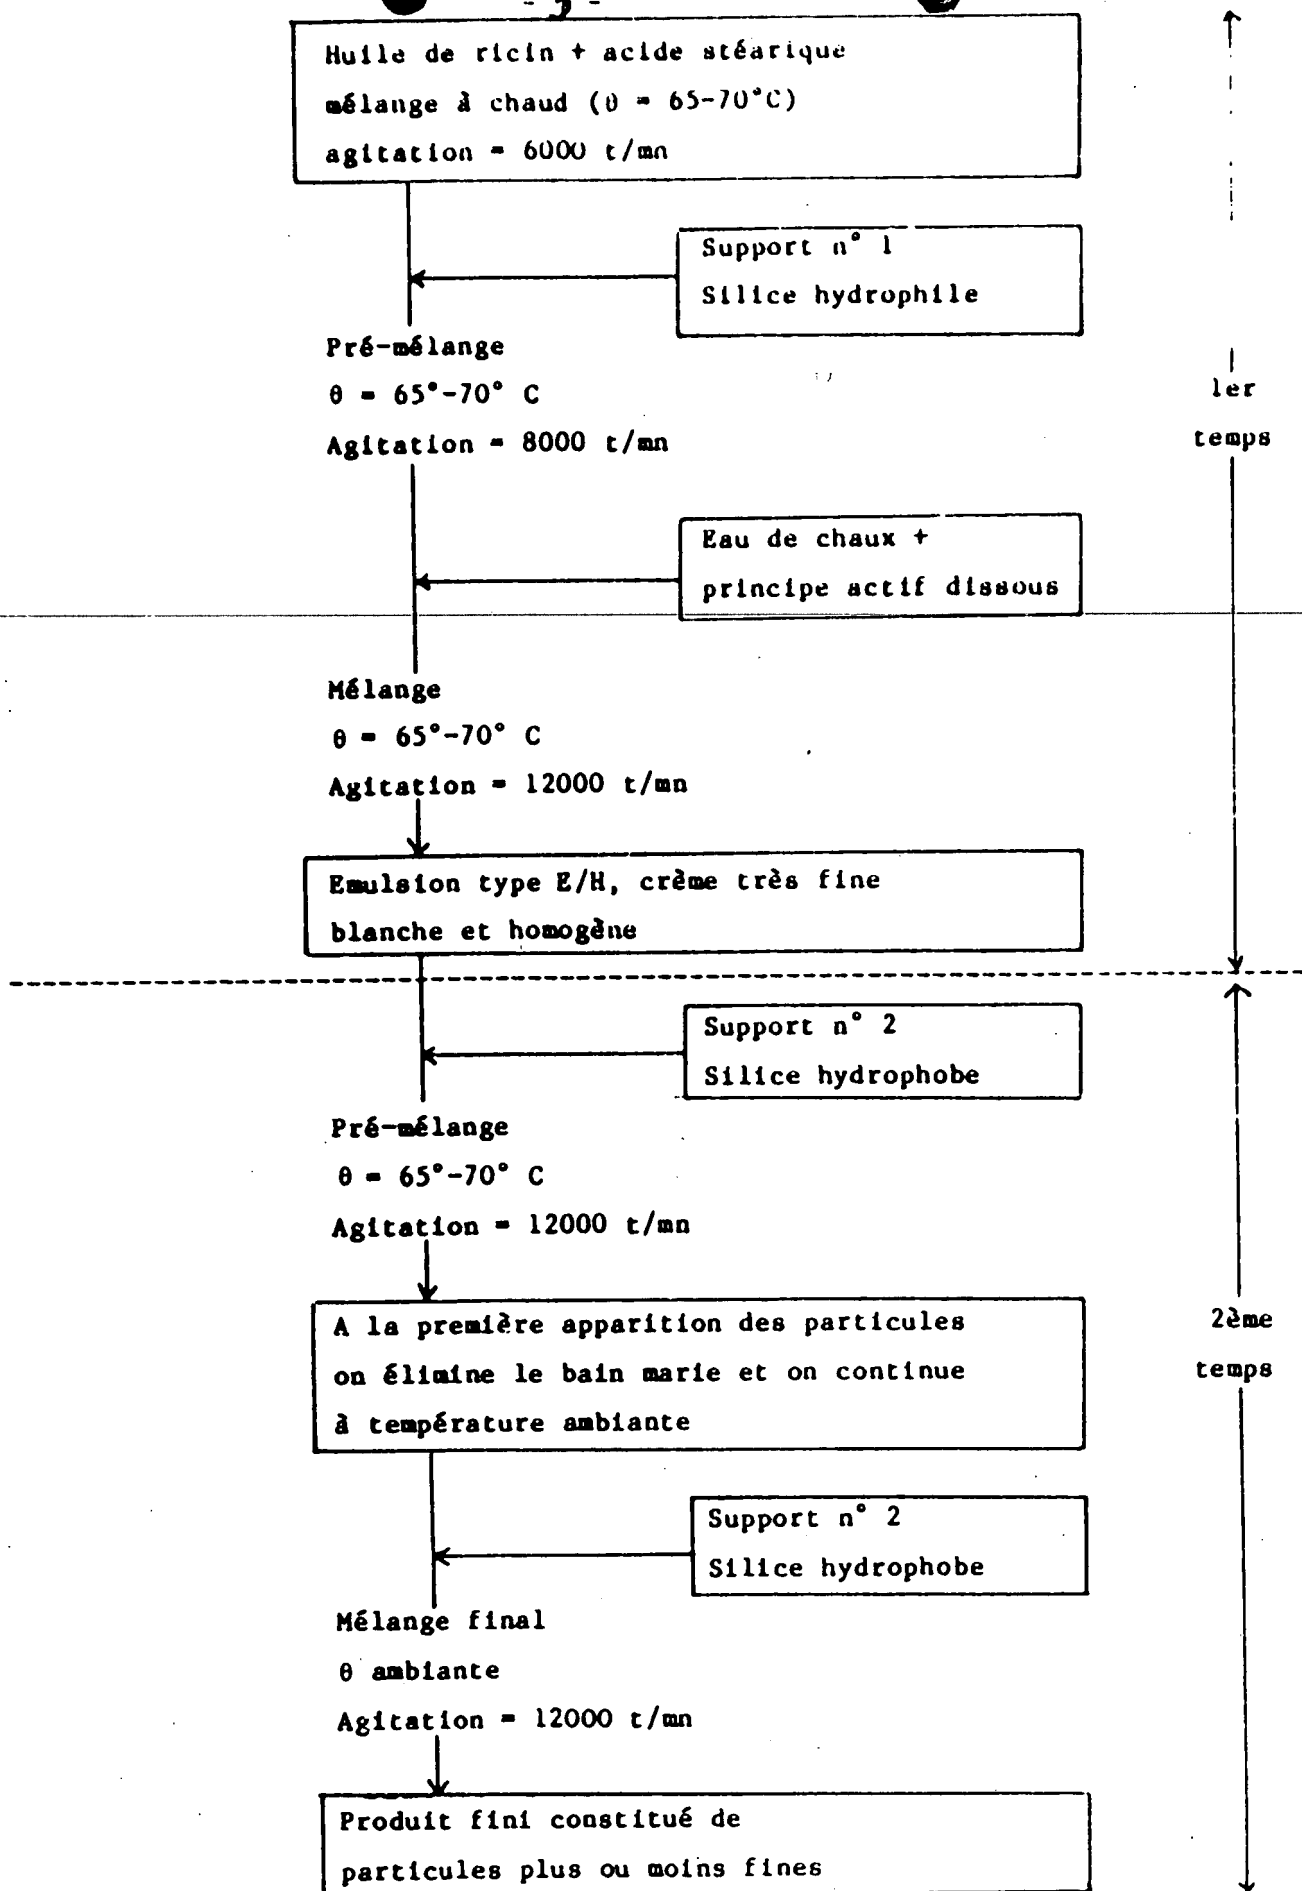 Huile de ricin + acide stéarique
mélange à chaud (θ = 65-70°C)
agitation = 6000 t/mn
Support n° 1
Silice hydrophile
Pré-mélange
θ = 65°-70° C
Agitation = 8000 t/mn
1er
temps
Eau de chaux +
principe actif dissous
Mélange
θ = 65°-70° C
Agitation = 12000 t/mn
Emulsion type E/H, crème très fine
blanche et homogène
Support n° 2
Silice hydrophobe
Pré-mélange
θ = 65°-70° C
Agitation = 12000 t/mn
A la première apparition des particules
on élimine le bain marie et on continue
à température ambiante
2ème
temps
Support n° 2
Silice hydrophobe
Mélange final
θ ambiante
Agitation = 12000 t/mn
Produit fini constitué de
particules plus ou moins fines